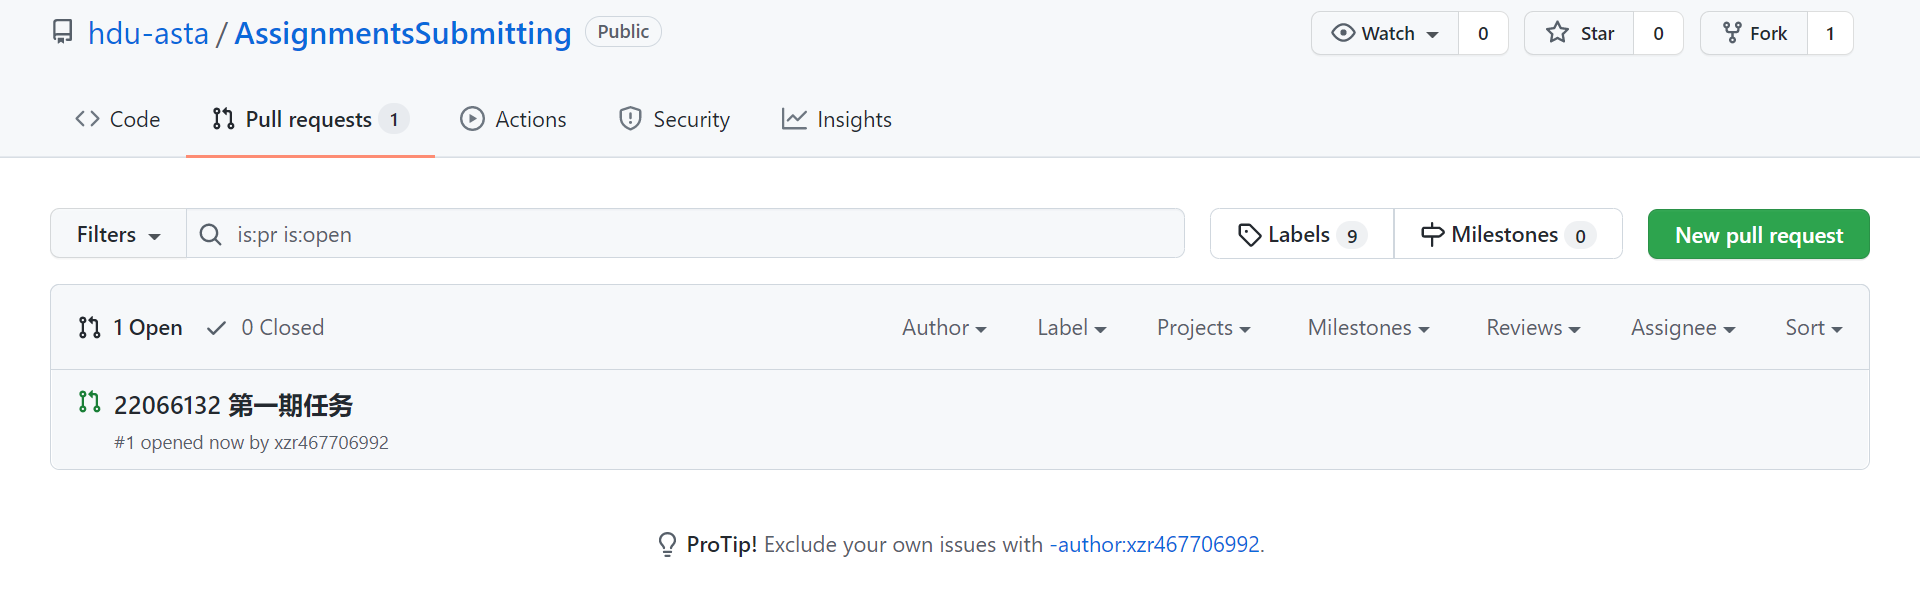 hdu-asta / AssignmentsSubmitting Public Watch 0 Star 0 Fork 1
Code Pull requests 1 Actions Security Insights
Filters is:pr is:open Labels 9 Milestones 0 New pull request
1 Open 0 Closed Author Label Projects Milestones Reviews Assignee Sort
22066132 第一期任务
#1 opened now by xzr467706992
ProTip! Exclude your own issues with -author:xzr467706992.